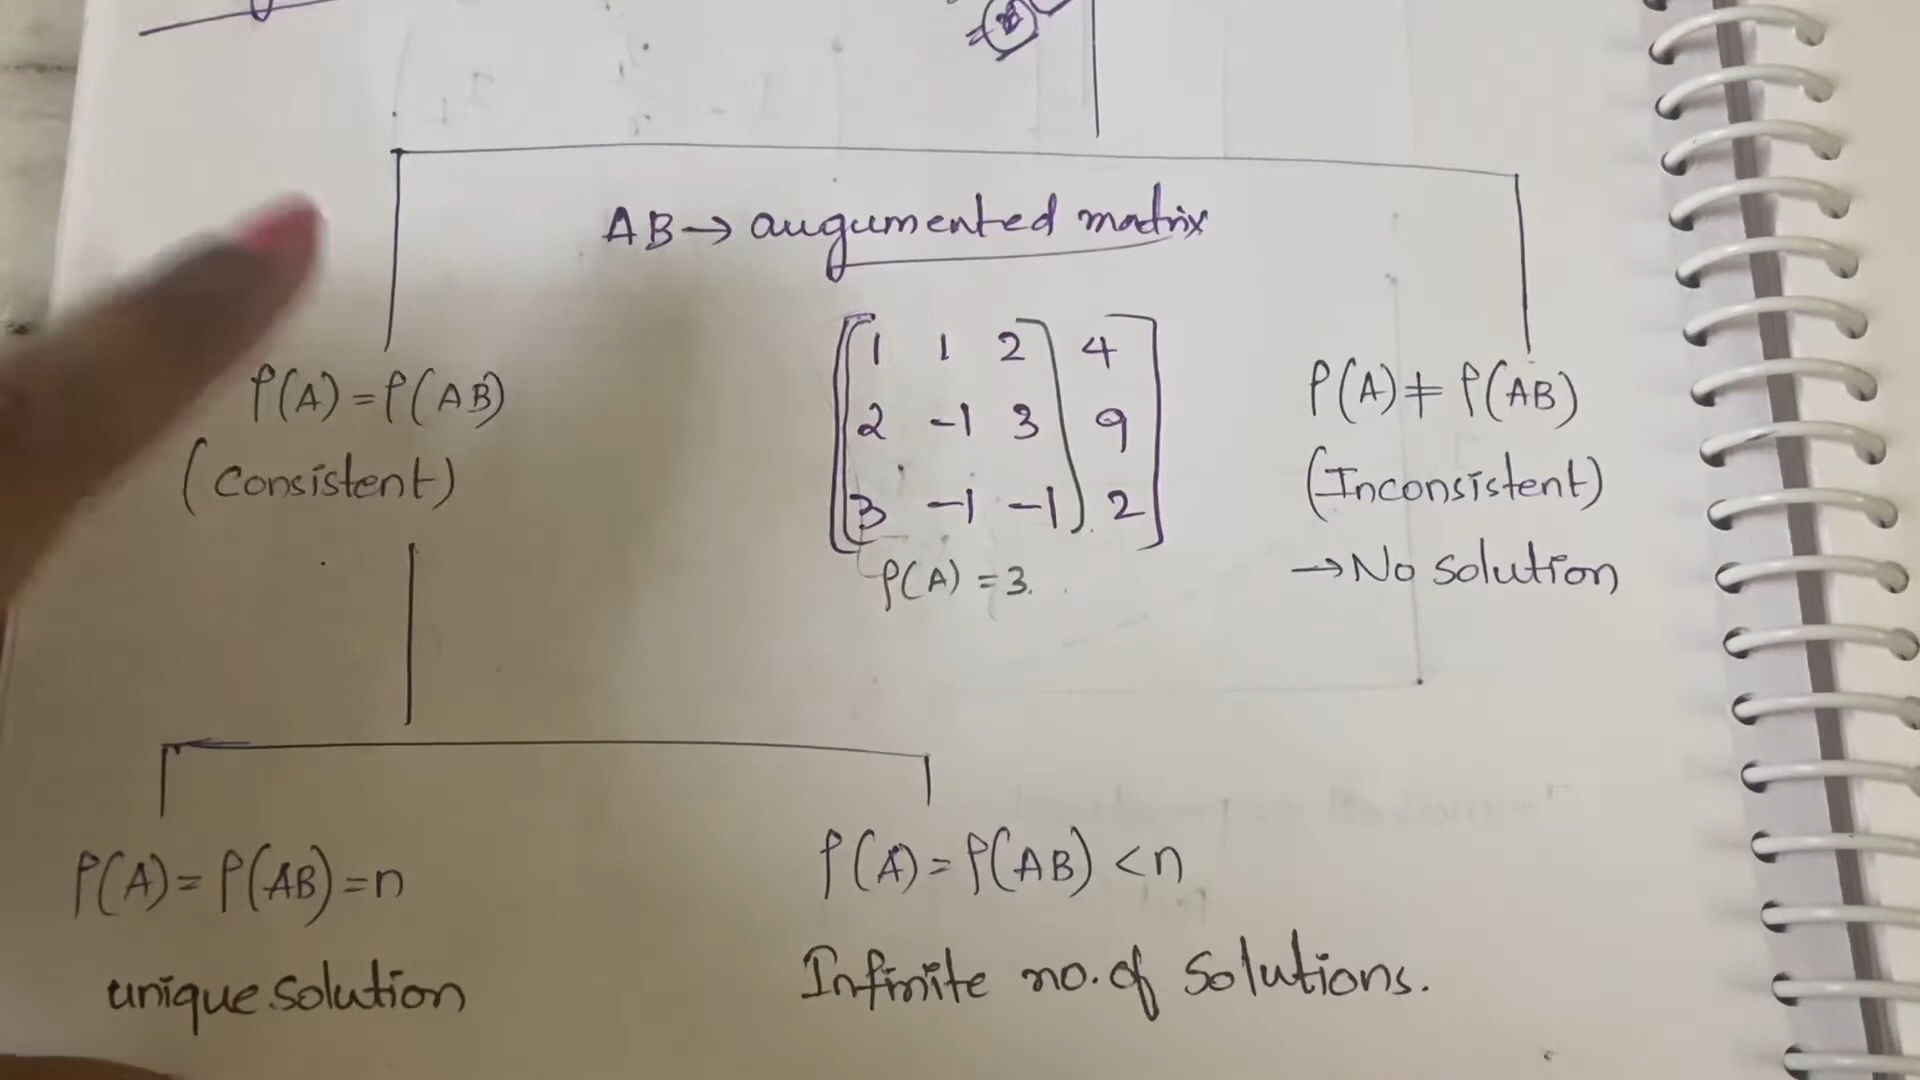 AB→ augumented matrix
1 1 2 4
2 -1 3 9
3 -1 -1 2
ρ(A) = 3.
ρ(A)=ρ(AB)
(Consistent)
ρ(A)≠ρ(AB)
(Inconsistent)
→No solution
ρ(A)=ρ(AB)=n
unique solution
ρ(A)=ρ(AB)<n
Infinite no. of Solutions.